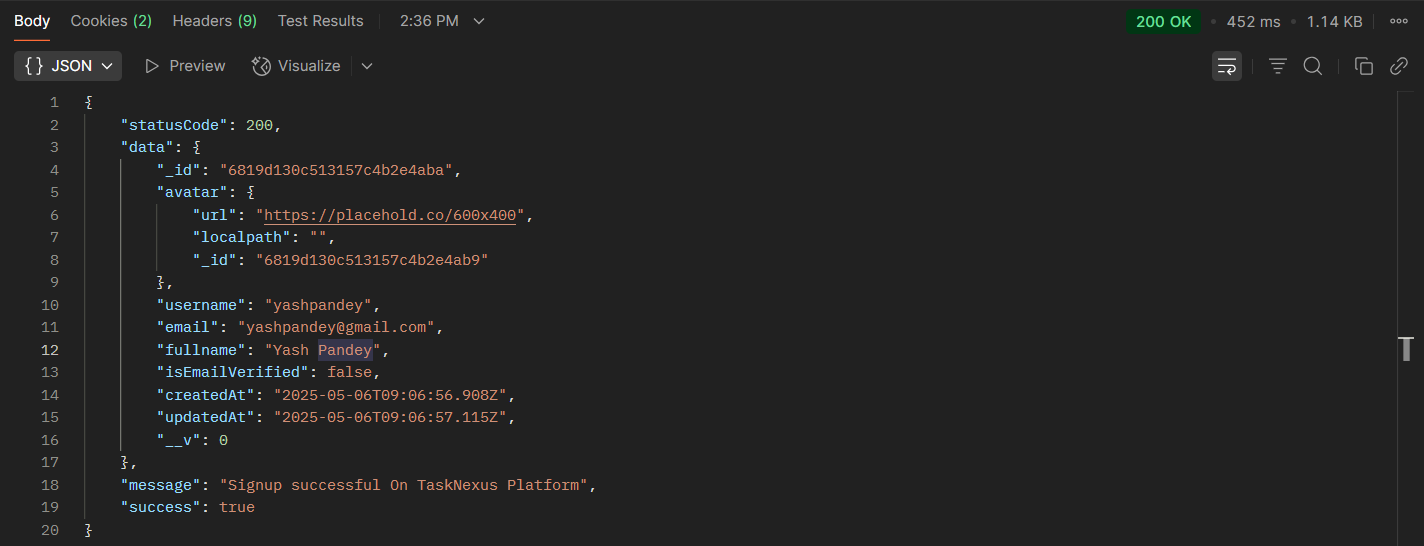 Body Cookies (2) Headers (9) Test Results 2:36 PM 200 OK 452 ms 1.14 KB
{} JSON Preview Visualize
1 {
2 "statusCode": 200,
3 "data": {
4 "_id": "6819d130c513157c4b2e4aba",
5 "avatar": {
6 "url": "https://placehold.co/600x400",
7 "localpath": "",
8 "_id": "6819d130c513157c4b2e4ab9"
9 },
10 "username": "yashpandey",
11 "email": "yashpandey@gmail.com",
12 "fullname": "Yash Pandey",
13 "isEmailVerified": false,
14 "createdAt": "2025-05-06T09:06:56.908Z",
15 "updatedAt": "2025-05-06T09:06:57.115Z",
16 "__v": 0
17 },
18 "message": "Signup successful On TaskNexus Platform",
19 "success": true
20 }